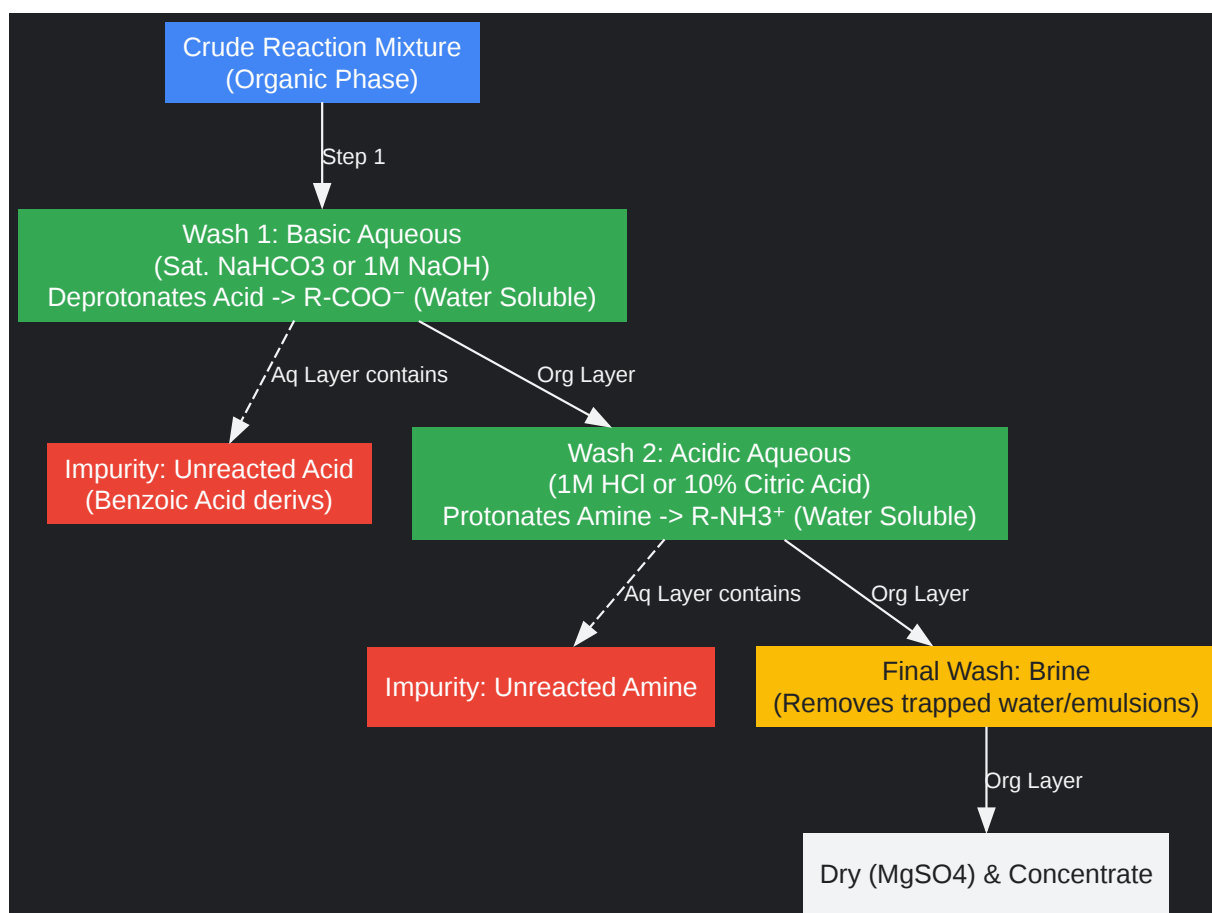 Crude Reaction Mixture
(Organic Phase)
Step 1
Wash 1: Basic Aqueous
(Sat. NaHCO3 or 1M NaOH)
Deprotonates Acid -> R-COO⁻ (Water Soluble)
Aq Layer contains
Org Layer
Impurity: Unreacted Acid
(Benzoic Acid derivs)
Wash 2: Acidic Aqueous
(1M HCl or 10% Citric Acid)
Protonates Amine -> R-NH3⁺ (Water Soluble)
Aq Layer contains
Org Layer
Impurity: Unreacted Amine
Final Wash: Brine
(Removes trapped water/emulsions)
Org Layer
Dry (MgSO4) & Concentrate